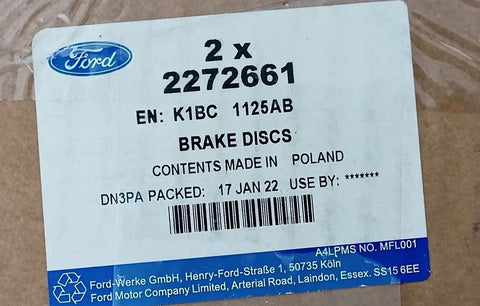 Ford
2 x
2272661
EN: K1BC 1125AB
BRAKE DISCS
CONTENTS MADE IN POLAND
DN3PA PACKED: 17 JAN 22 USE BY: *******
A4LPMS NO. MFL001
Ford-Werke GmbH, Henry-Ford-Straße 1, 50735 Köln
Ford Motor Company Limited, Arterial Road, Laindon, Essex. SS15 6EE